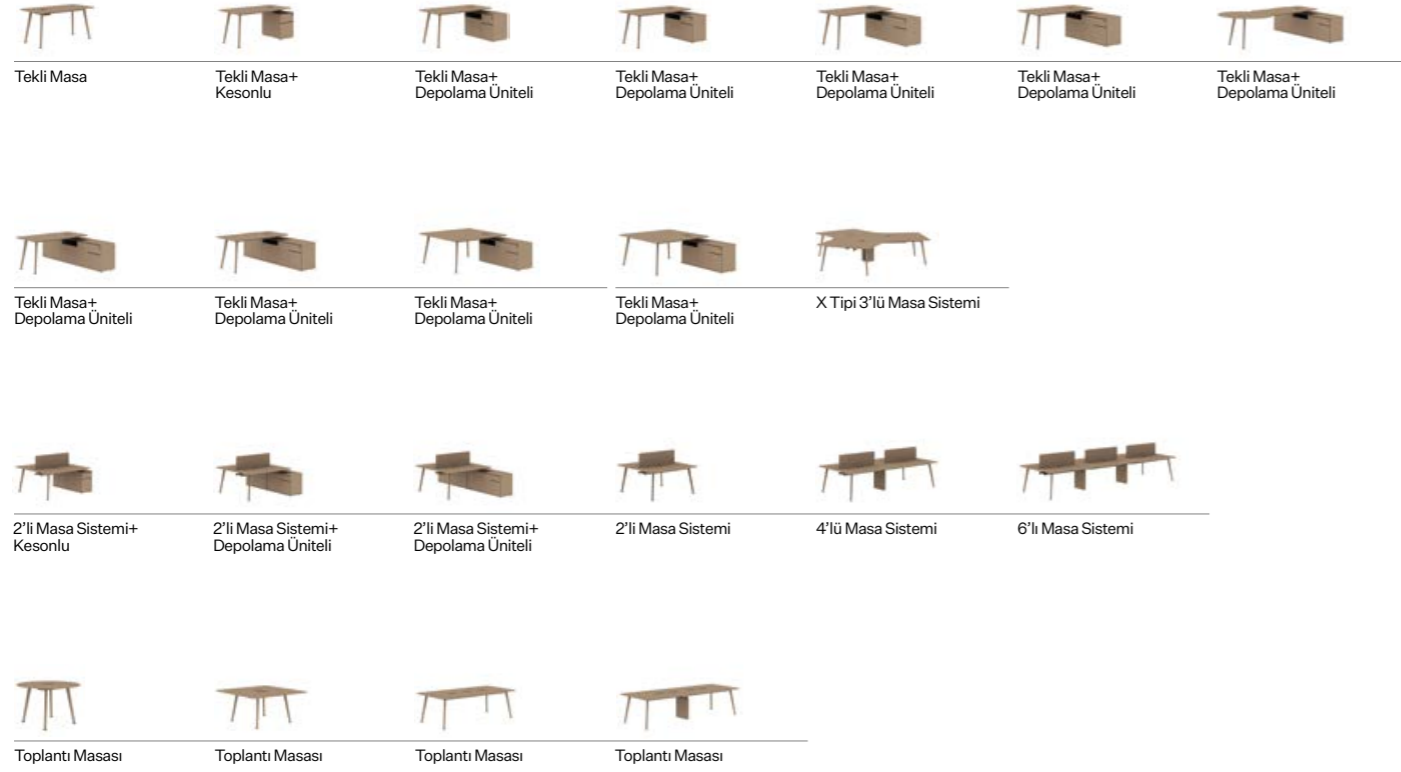 Tekli Masa
Tekli Masa+
Kesonlu
Tekli Masa+
Depolama Üniteli
Tekli Masa+
Depolama Üniteli
Tekli Masa+
Depolama Üniteli
Tekli Masa+
Depolama Üniteli
Tekli Masa+
Depolama Üniteli
Tekli Masa+
Depolama Üniteli
Tekli Masa+
Depolama Üniteli
Tekli Masa+
Depolama Üniteli
Tekli Masa+
Depolama Üniteli
X Tipi 3’lü Masa Sistemi
2’li Masa Sistemi+
Kesonlu
2’li Masa Sistemi+
Depolama Üniteli
2’li Masa Sistemi+
Depolama Üniteli
2’li Masa Sistemi
4’lü Masa Sistemi
6’lı Masa Sistemi
Toplantı Masası
Toplantı Masası
Toplantı Masası
Toplantı Masası